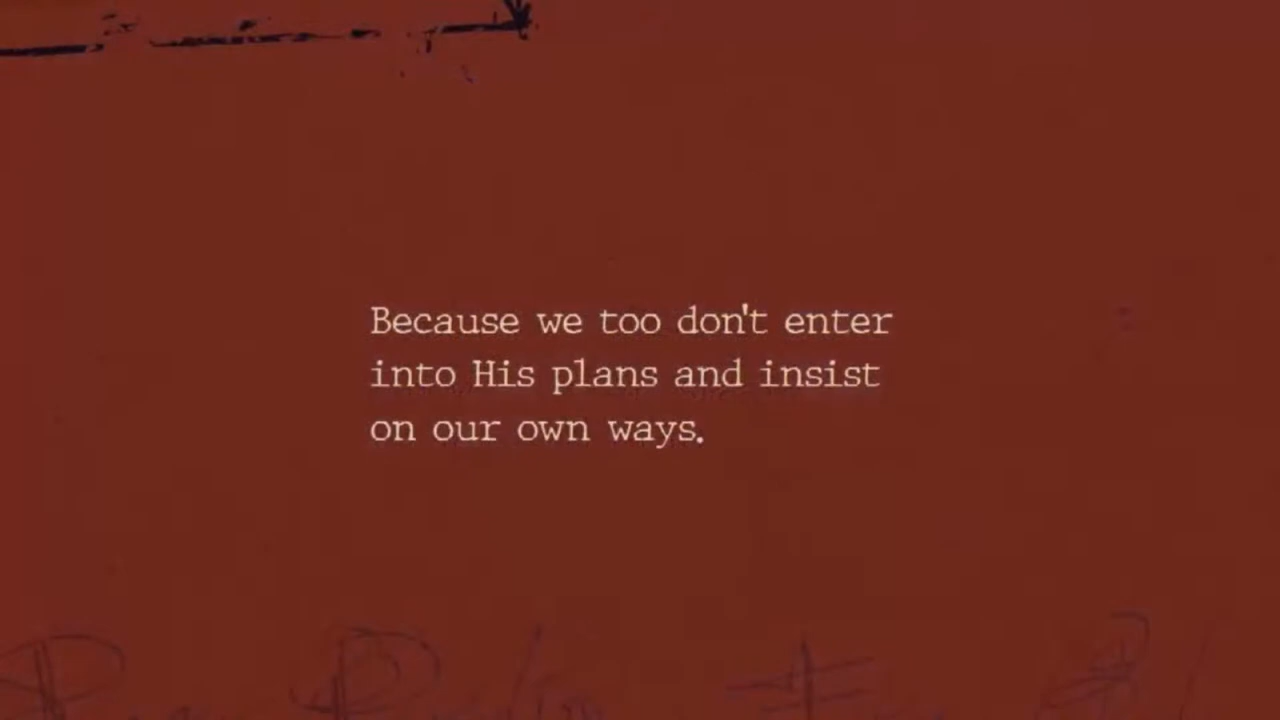 Because we too don't enter
into His plans and insist
on our own ways.